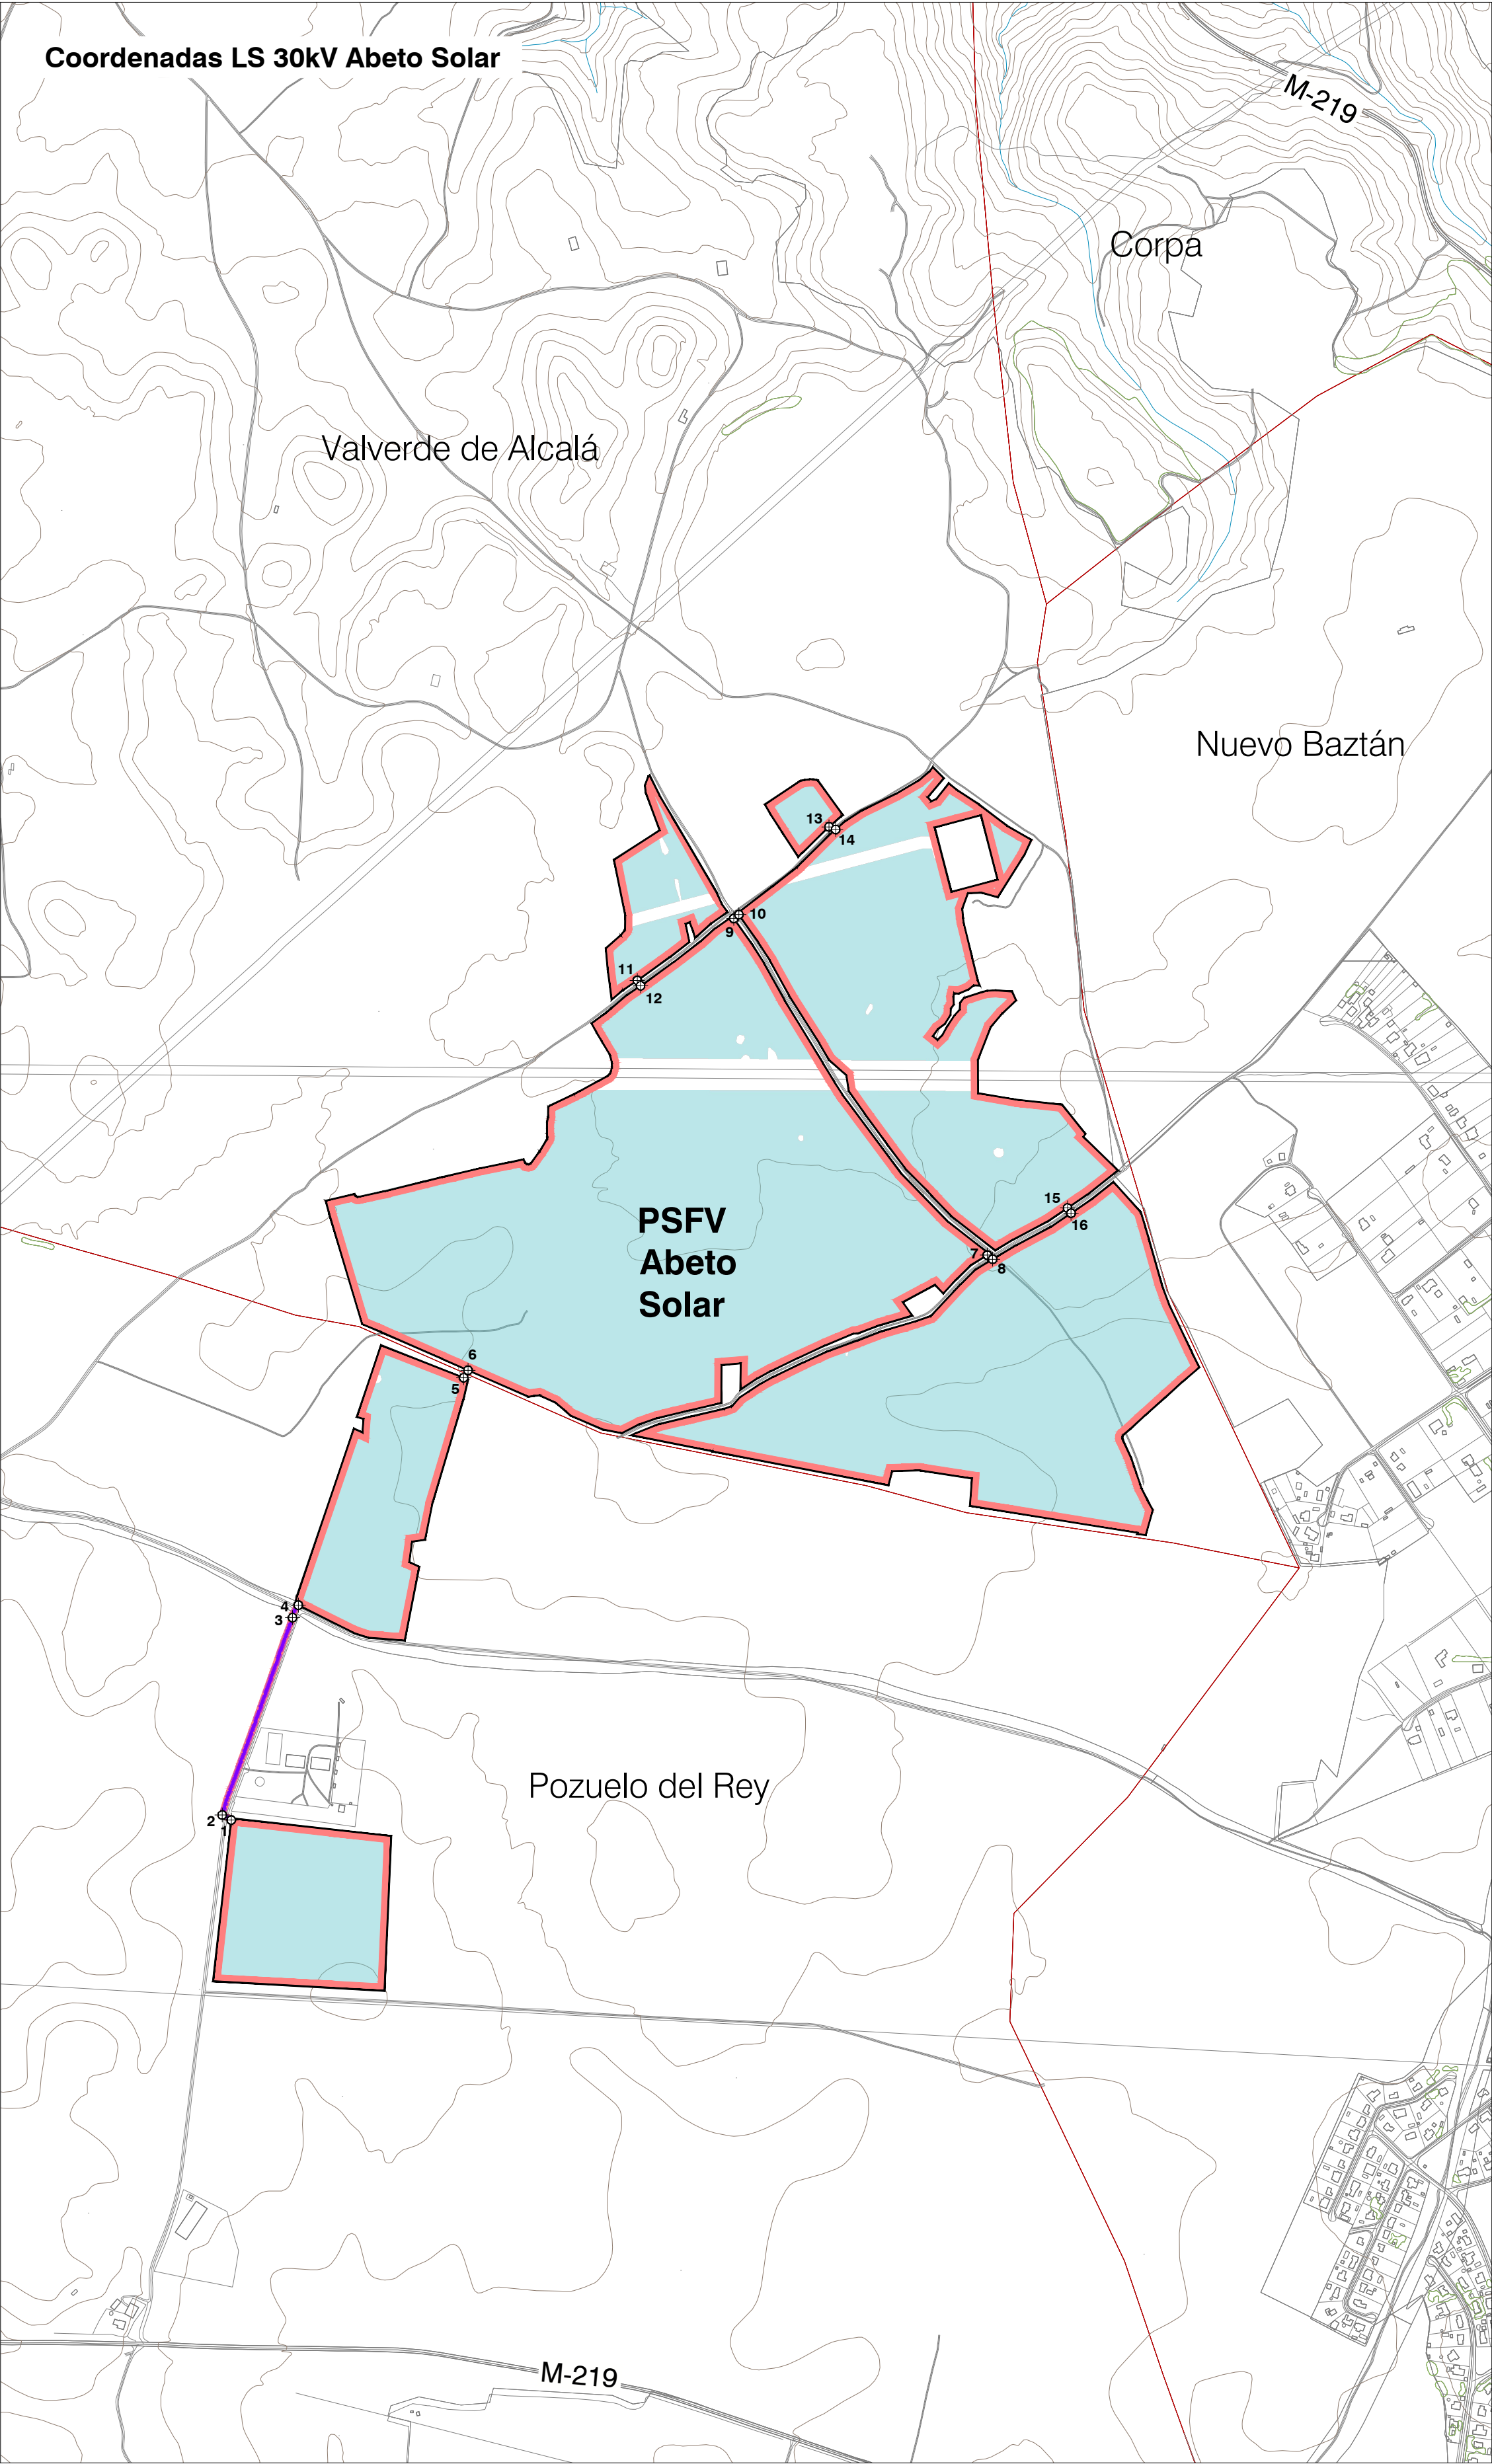 Coordenadas LS 30kV Abeto Solar
M-219
Corpa
Valverde de Alcalá
Nuevo Baztán
13
14
10
9
11
12
PSFV
Abeto
Solar
15
16
7
8
6
5
4
3
Pozuelo del Rey
2
1
M-219